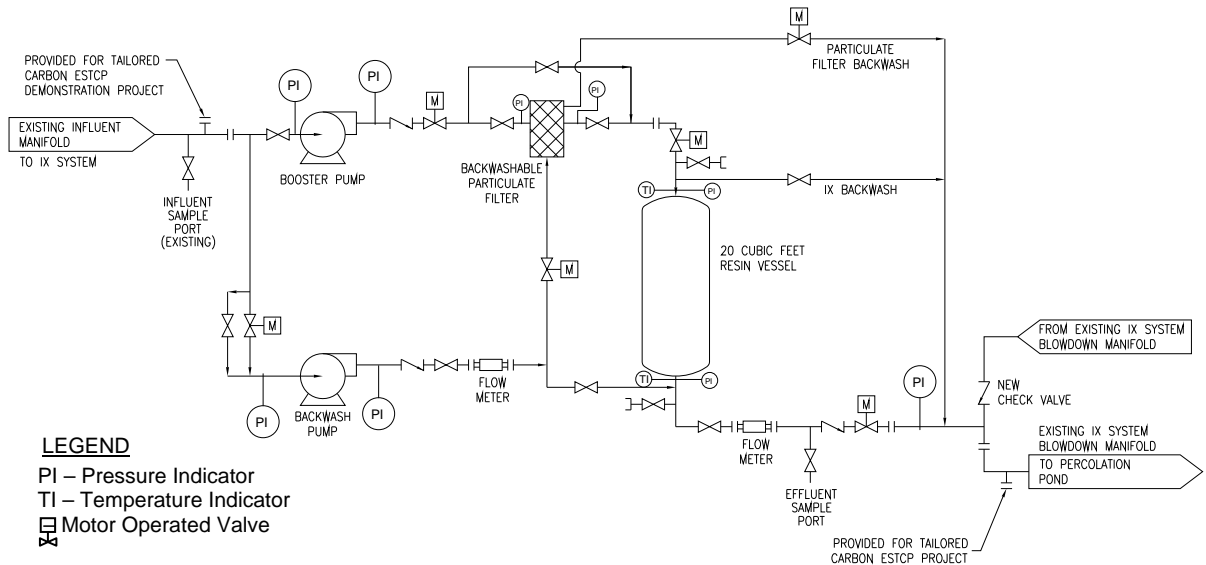 PROVIDED FOR TAILORED
CARBON ESTCP
DEMONSTRATION PROJECT
EXISTING INFLUENT
MANIFOLD
TO IX SYSTEM
INFLUENT
SAMPLE
PORT
(EXISTING)
PI
BOOSTER PUMP
PI
M
PI
PI
BACKWASHABLE
PARTICULATE
FILTER
M
PARTICULATE
FILTER BACKWASH
M
TI
PI
IX BACKWASH
20 CUBIC FEET
RESIN VESSEL
M
M
PI
BACKWASH
PUMP
PI
FLOW
METER
TI
PI
FLOW
METER
EFFLUENT
SAMPLE
PORT
M
PI
FROM EXISTING IX SYSTEM
BLOWDOWN MANIFOLD
NEW
CHECK VALVE
EXISTING IX SYSTEM
BLOWDOWN MANIFOLD
TO PERCOLATION
POND
PROVIDED FOR TAILORED
CARBON ESTCP PROJECT
LEGEND
PI – Pressure Indicator
TI – Temperature Indicator
Motor Operated Valve